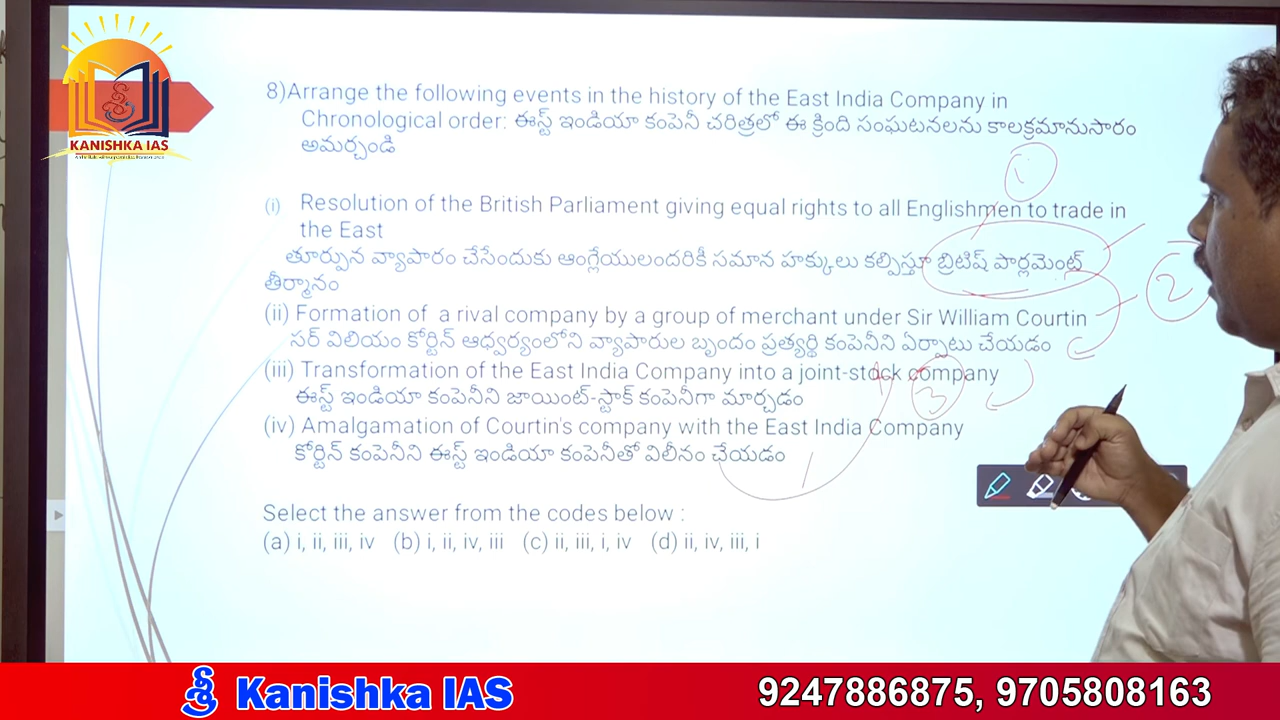 KANISHKA IAS
8)Arrange the following events in the history of the East India Company in
Chronological order: ఈస్ట్ ఇండియా కంపెనీ చరిత్రలో ఈ క్రింది సంఘటనలను కాలక్రమానుసారం
అమర్చండి
(i) Resolution of the British Parliament giving equal rights to all Englishmen to trade in
the East
తూర్పున వ్యాపారం చేసేందుకు ఆంగ్లేయులందరికీ సమాన హక్కులు కల్పిస్తూ బ్రిటిష్ పార్లమెంట్
తీర్మానం
(ii) Formation of a rival company by a group of merchant under Sir William Courtin
సర్ విలియం కోర్టిన్ ఆధ్వర్యంలోని వ్యాపారుల బృందం ప్రత్యర్థి కంపెనీని ఏర్పాటు చేయడం
(iii) Transformation of the East India Company into a joint-stock company
ఈస్ట్ ఇండియా కంపెనీని జాయింట్-స్టాక్ కంపెనీగా మార్చడం
(iv) Amalgamation of Courtin's company with the East India Company
కోర్టిన్ కంపెనీని ఈస్ట్ ఇండియా కంపెనీతో విలీనం చేయడం
Select the answer from the codes below :
(a) i, ii, iii, iv (b) i, ii, iv, iii (c) ii, iii, i, iv (d) ii, iv, iii, i
2
3
శ్రీ Kanishka IAS
9247886875, 9705808163